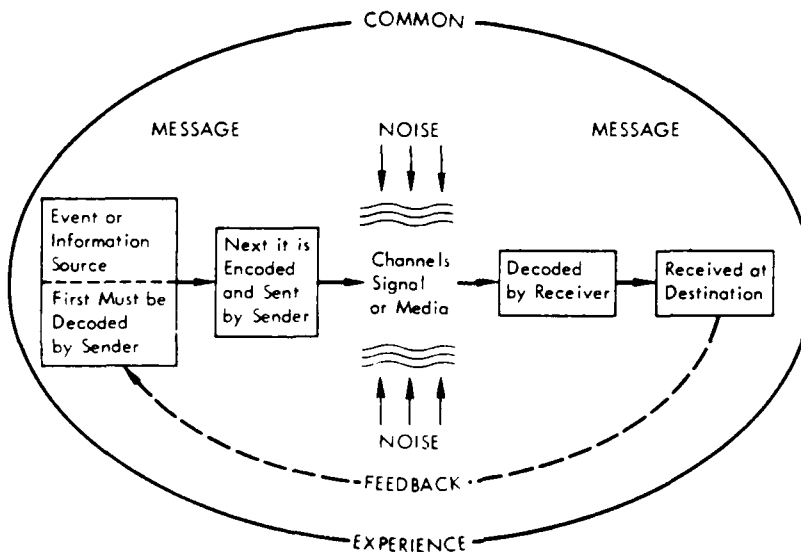 COMMON
MESSAGE
NOISE
MESSAGE
Event or
Information
Source
First Must be
Decoded
by Sender
Next it is
Encoded
and Sent
by Sender
Channels
Signal
or Media
Decoded
by Receiver
Received at
Destination
NOISE
FEEDBACK
EXPERIENCE